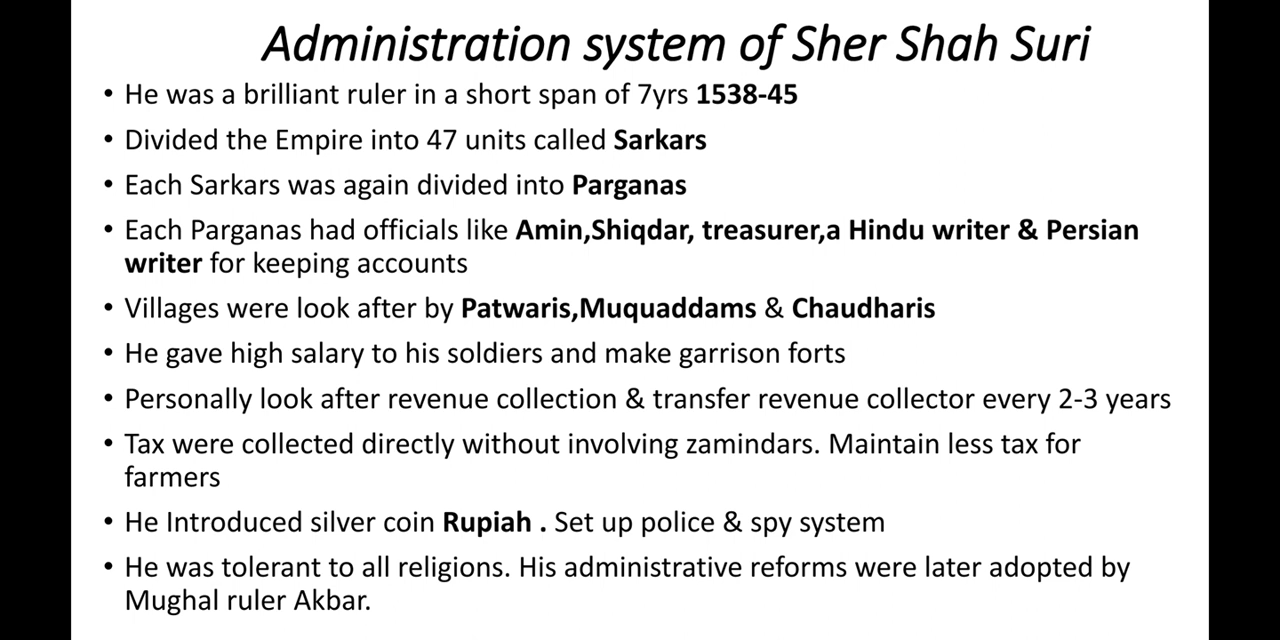 Administration system of Sher Shah Suri
• He was a brilliant ruler in a short span of 7yrs 1538-45
• Divided the Empire into 47 units called Sarkars
• Each Sarkars was again divided into Parganas
• Each Parganas had officials like Amin,Shiqdar, treasurer,a Hindu writer & Persian
writer for keeping accounts
• Villages were look after by Patwaris,Muquaddams & Chaudharis
• He gave high salary to his soldiers and make garrison forts
• Personally look after revenue collection & transfer revenue collector every 2-3 years
• Tax were collected directly without involving zamindars. Maintain less tax for
farmers
• He Introduced silver coin Rupiah . Set up police & spy system
• He was tolerant to all religions. His administrative reforms were later adopted by
Mughal ruler Akbar.